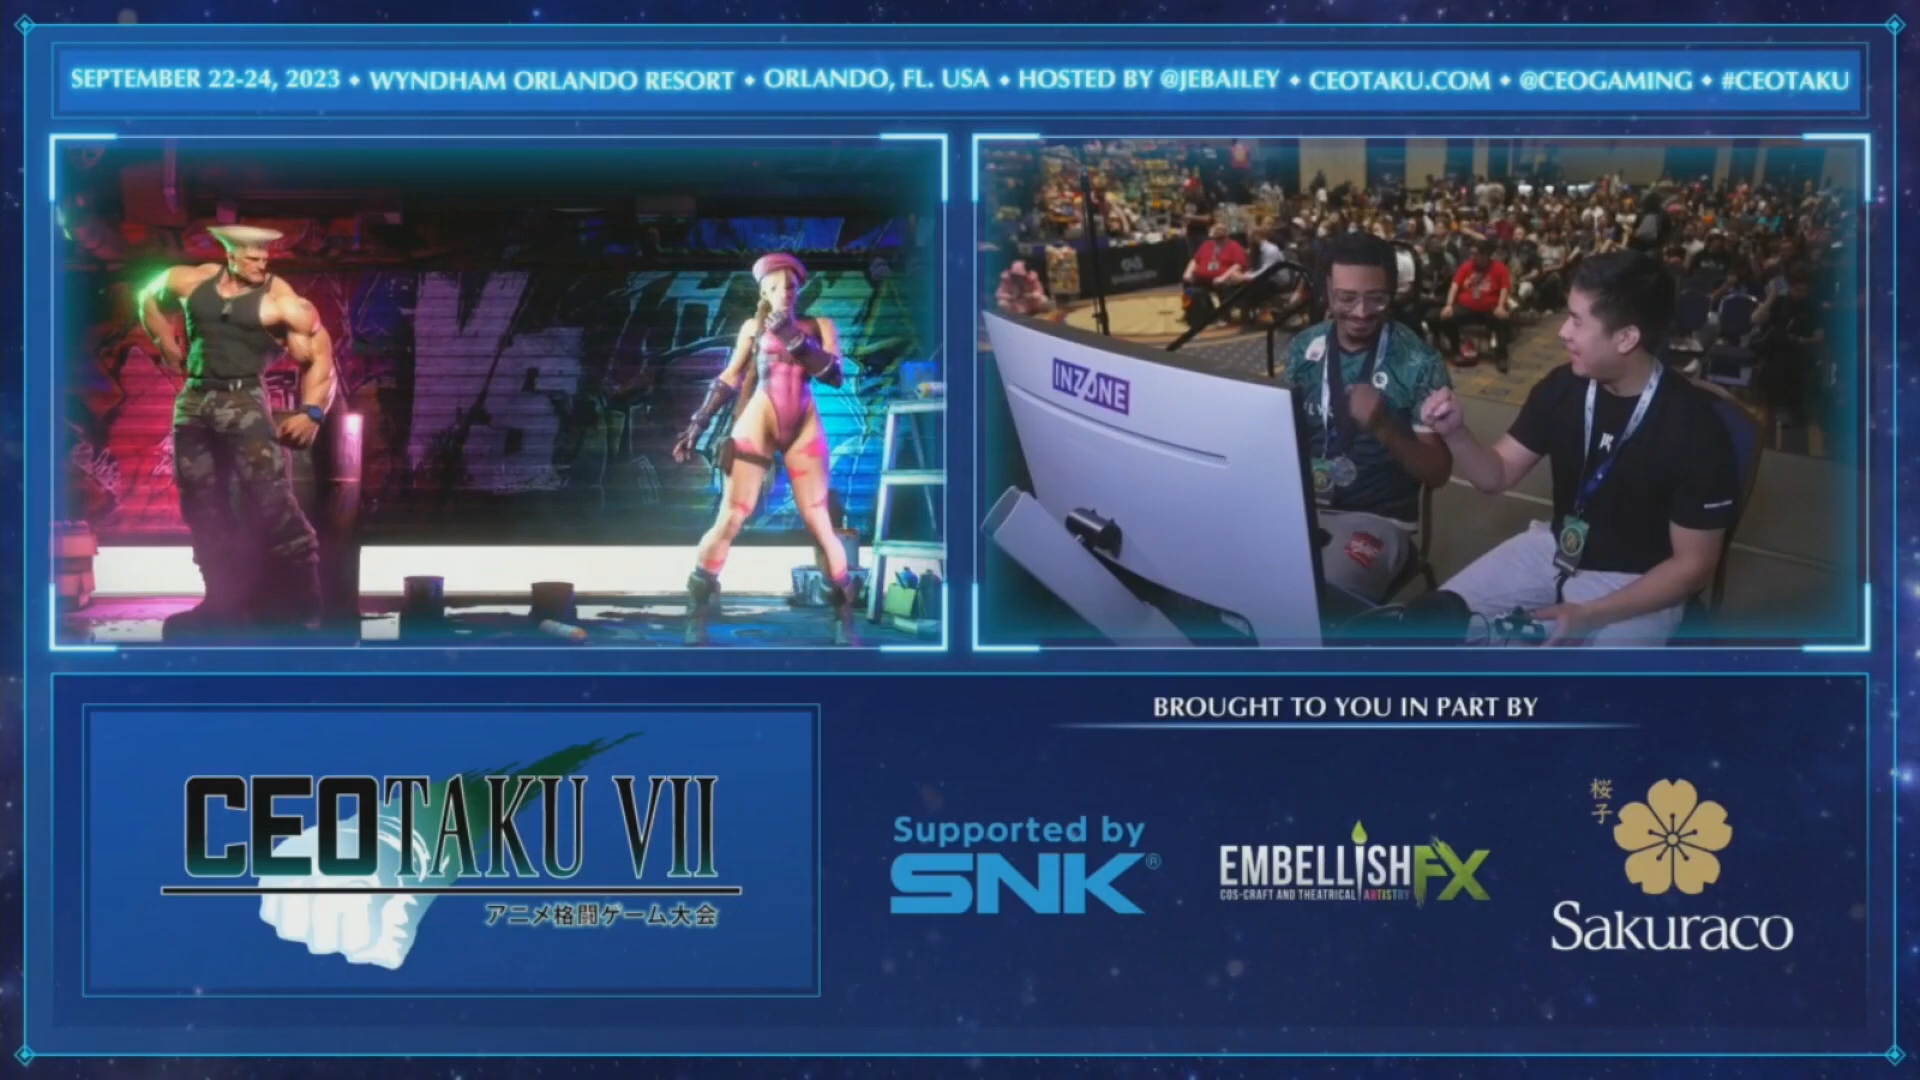 SEPTEMBER 22-24, 2023 • WYNDHAM ORLANDO RESORT • ORLANDO, FL. USA • HOSTED BY @JEBAILEY • CEOTAKU.COM • @CEOGAMING • #CEOTAKU
VS
INZONE
BROUGHT TO YOU IN PART BY
CEOTAKU VII
アニメ格闘ゲーム大会
Supported by
SNK®
EMBELLISHFX
COS-CRAFT AND THEATRICAL ARTISTRY
桜子
Sakuraco